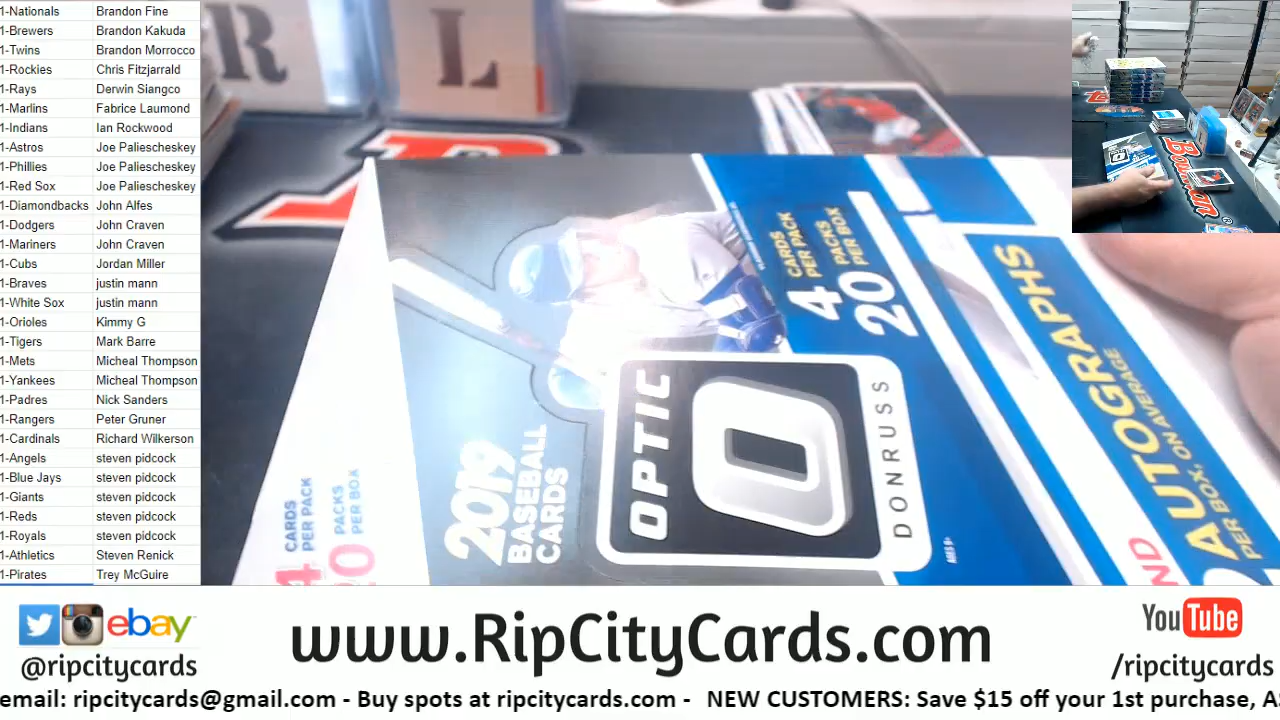 1-Nationals Brandon Fine
1-Brewers Brandon Kakuda
1-Twins Brandon Morrocco
1-Rockies Chris Fitzjarrald
1-Rays Derwin Siangco
1-Marlins Fabrice Laumond
1-Indians Ian Rockwood
1-Astros Joe Paliescheskey
1-Phillies Joe Paliescheskey
1-Red Sox Joe Paliescheskey
1-Diamondbacks John Alfes
1-Dodgers John Craven
1-Mariners John Craven
1-Cubs Jordan Miller
1-Braves justin mann
1-White Sox justin mann
1-Orioles Kimmy G
1-Tigers Mark Barre
1-Mets Micheal Thompson
1-Yankees Micheal Thompson
1-Padres Nick Sanders
1-Rangers Peter Gruner
1-Cardinals Richard Wilkerson
1-Angels steven pidcock
1-Blue Jays steven pidcock
1-Giants steven pidcock
1-Reds steven pidcock
1-Royals steven pidcock
1-Athletics Steven Renick
1-Pirates Trey McGuire
R L
4 CARDS PER PACK
20 PACKS PER BOX
AUTOGRAPHS
PER BOX, ON AVERAGE
OPTIC
DONRUSS
2019
BASEBALL
CARDS
AGES 9+
4 CARDS PER PACK
20 PACKS PER BOX
ND
Bowman
ebay
@ripcitycards
www.RipCityCards.com
YouTube
/ripcitycards
email: ripcitycards@gmail.com - Buy spots at ripcitycards.com - NEW CUSTOMERS: Save $15 off your 1st purchase, A